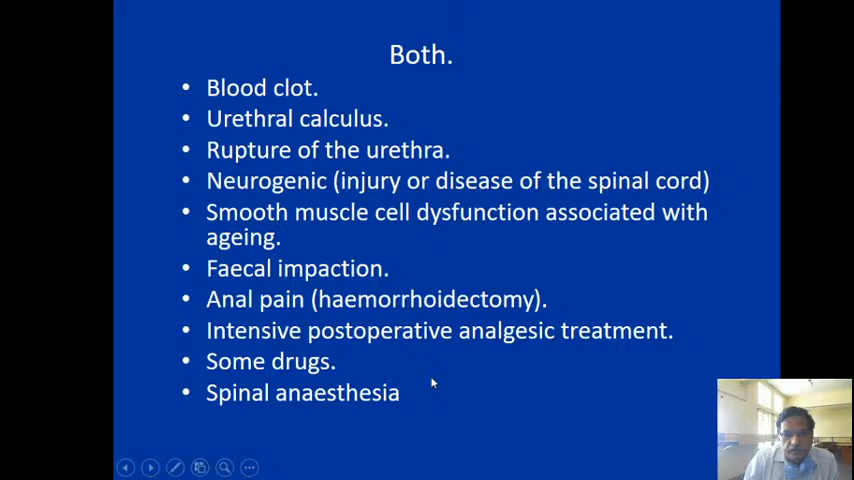 Both.
• Blood clot.
• Urethral calculus.
• Rupture of the urethra.
• Neurogenic (injury or disease of the spinal cord)
• Smooth muscle cell dysfunction associated with
ageing.
• Faecal impaction.
• Anal pain (haemorrhoidectomy).
• Intensive postoperative analgesic treatment.
• Some drugs.
• Spinal anaesthesia